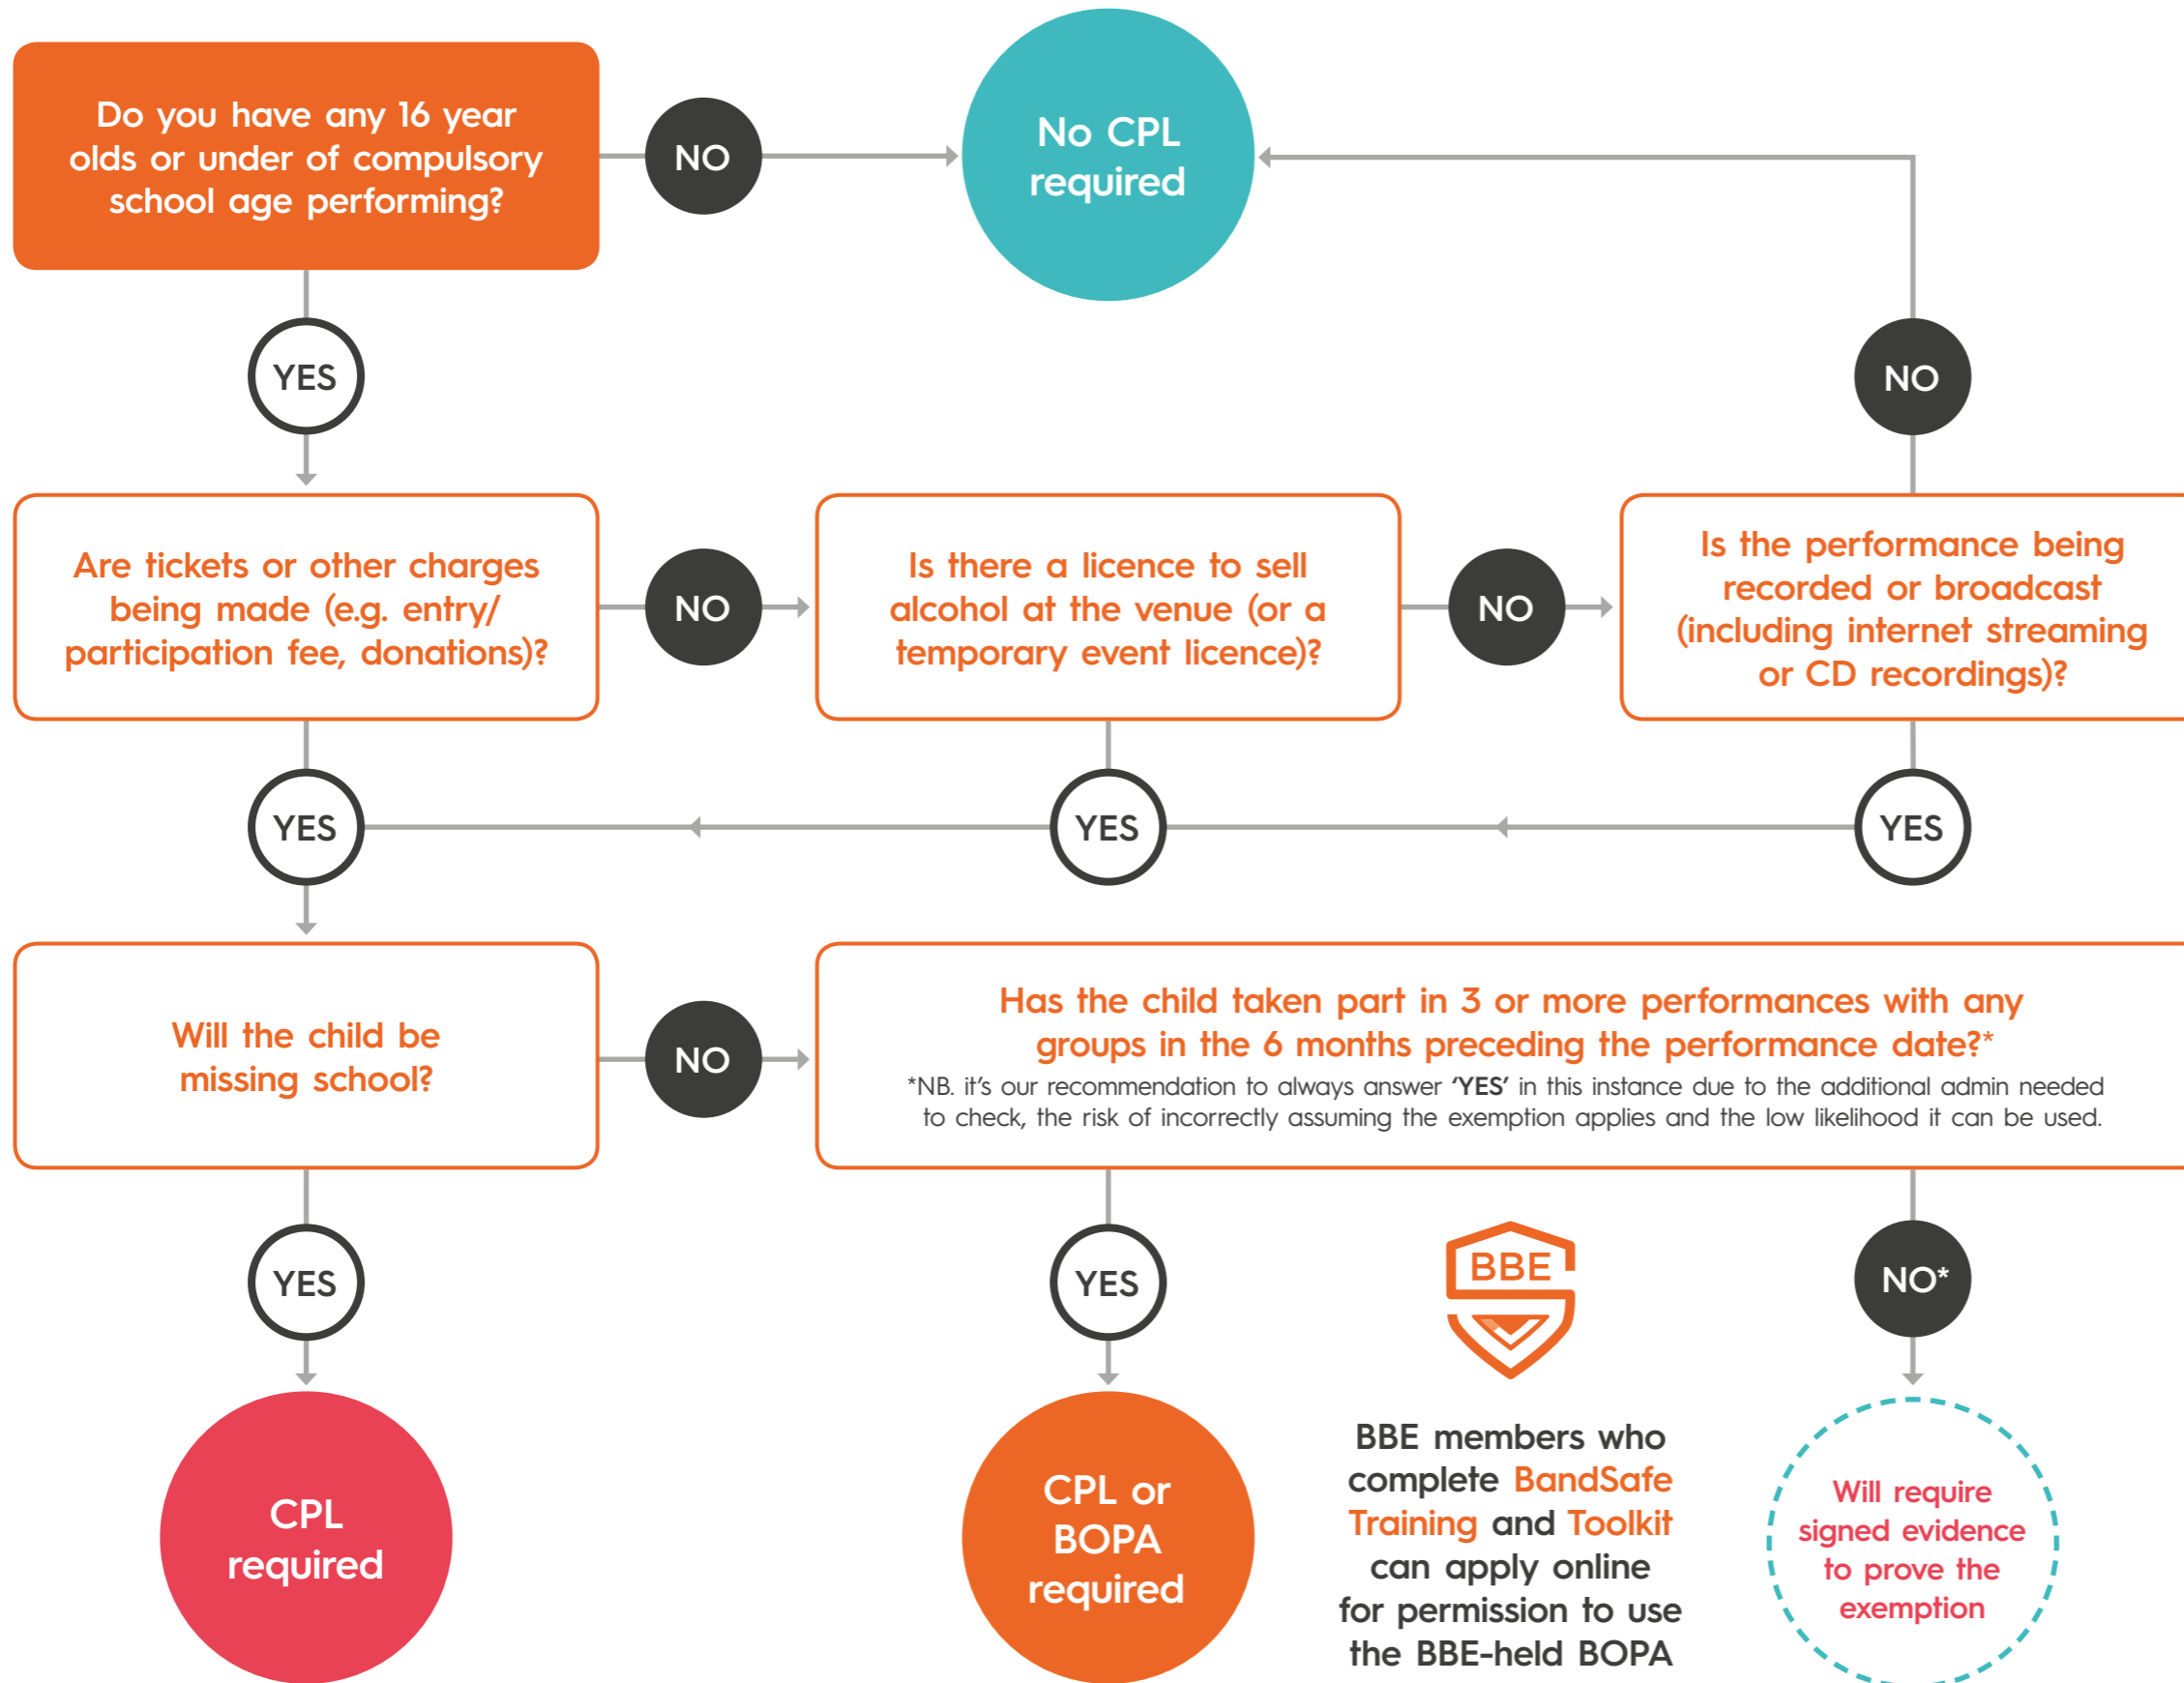 Do you have any 16 year
olds or under of compulsory
school age performing?
NO
No CPL
required
YES
NO
Are tickets or other charges
being made (e.g. entry/
participation fee, donations)?
NO
Is there a licence to sell
alcohol at the venue (or a
temporary event licence)?
NO
Is the performance being
recorded or broadcast
(including internet streaming
or CD recordings)?
YES
YES
YES
Will the child be
missing school?
NO
Has the child taken part in 3 or more performances with any
groups in the 6 months preceding the performance date?*
*NB. it's our recommendation to always answer ‘YES’ in this instance due to the additional admin needed
to check, the risk of incorrectly assuming the exemption applies and the low likelihood it can be used.
YES
YES
BBE
NO*
CPL
required
CPL or
BOPA
required
BBE members who
complete BandSafe
Training and Toolkit
can apply online
for permission to use
the BBE-held BOPA
Will require
signed evidence
to prove the
exemption